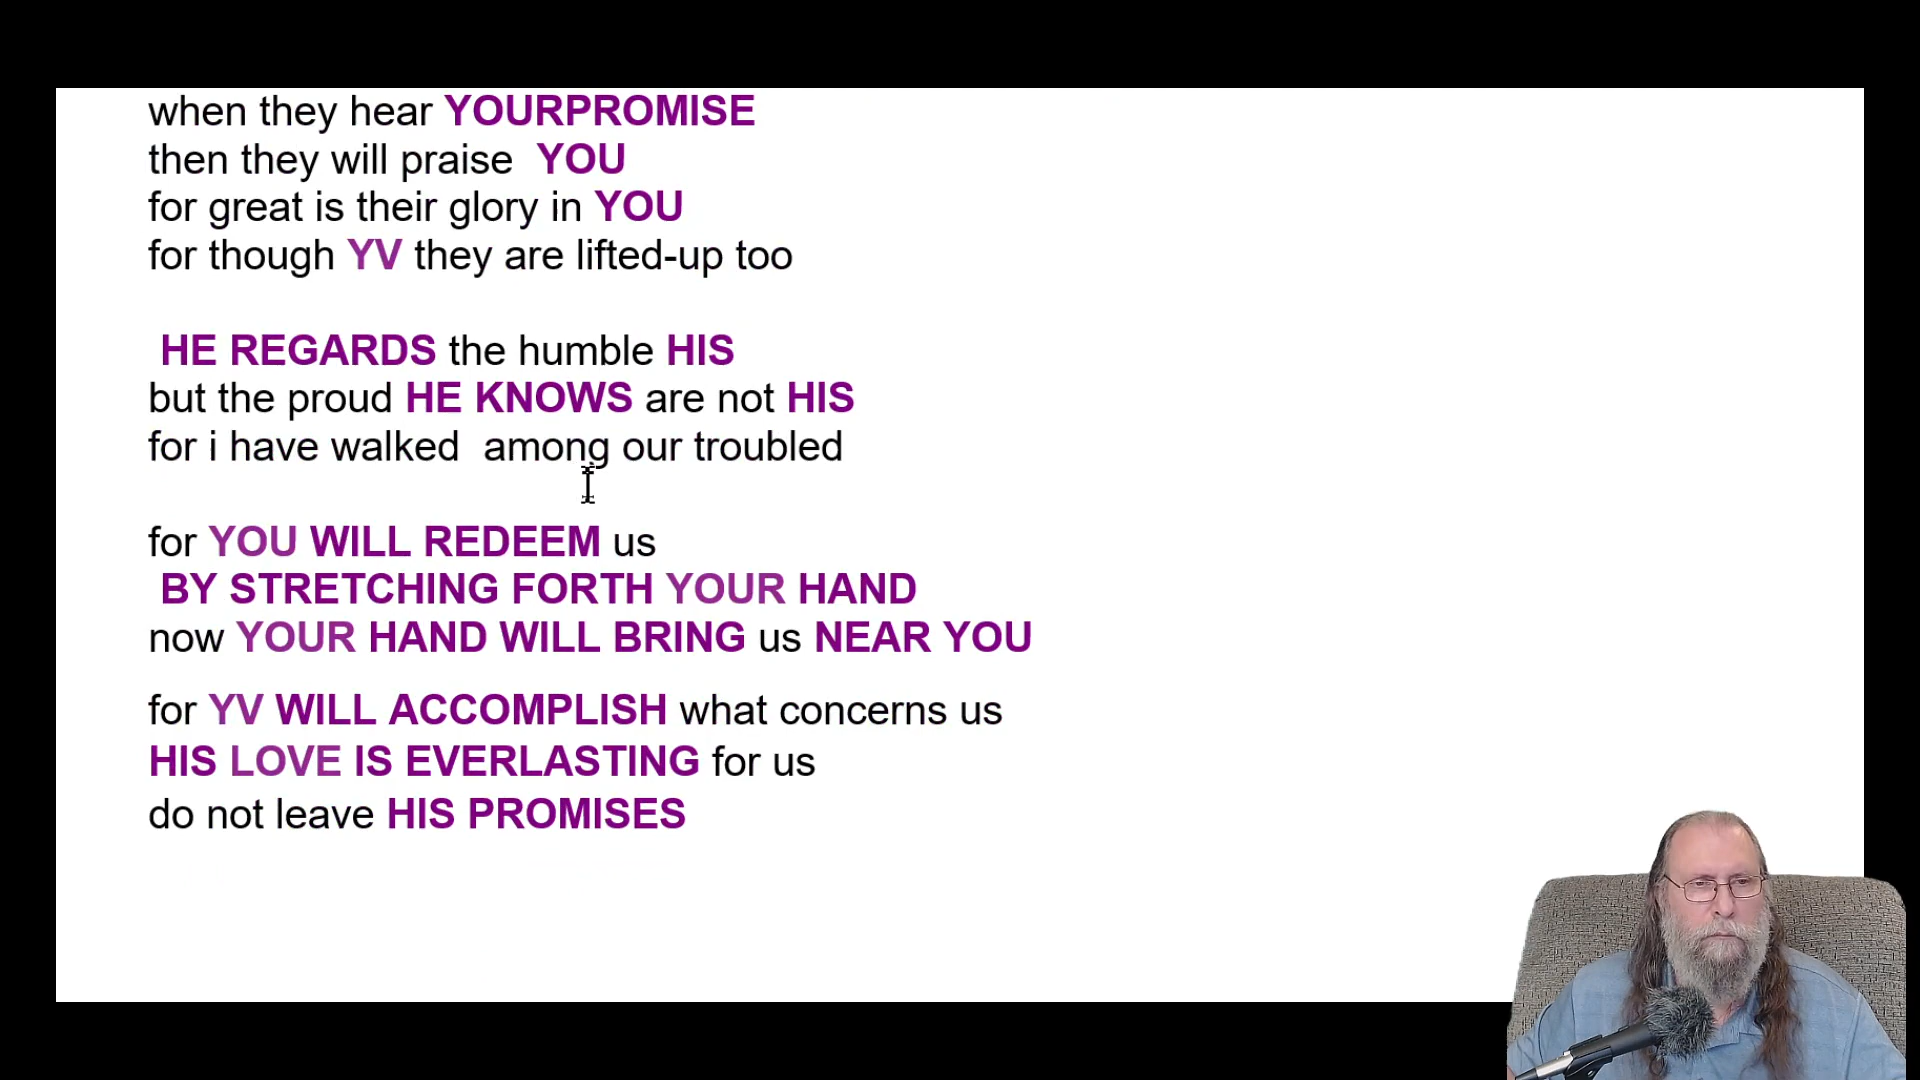 when they hear YOURPROMISE
then they will praise  YOU
for great is their glory in YOU
for though YV they are lifted-up too
HE REGARDS the humble HIS
but the proud HE KNOWS are not HIS
for i have walked  among our troubled
for YOU WILL REDEEM us
BY STRETCHING FORTH YOUR HAND
now YOUR HAND WILL BRING us NEAR YOU
for YV WILL ACCOMPLISH what concerns us
HIS LOVE IS EVERLASTING for us
do not leave HIS PROMISES